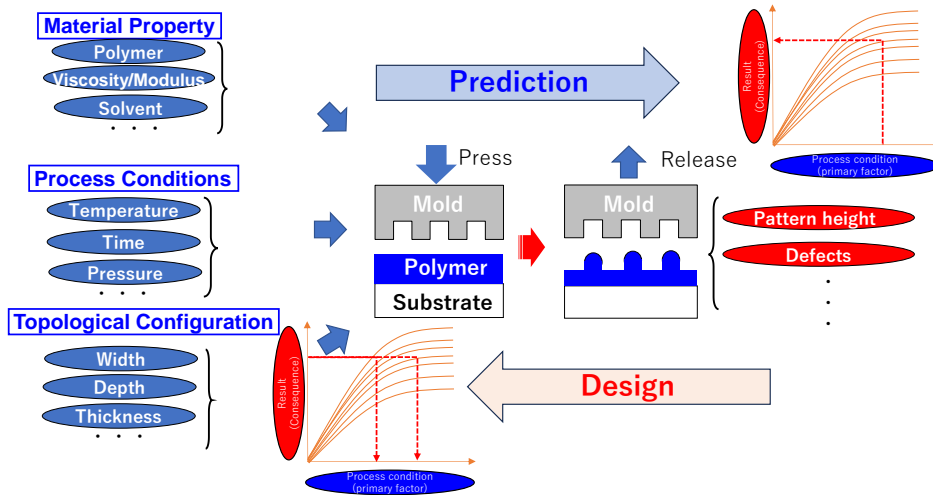 Material Property
Polymer
Viscosity/Modulus
Solvent
・・・
Process Conditions
Temperature
Time
Pressure
・・・
Topological Configuration
Width
Depth
Thickness
・・・
Prediction
Press
Release
Mold
Mold
Polymer
Substrate
Pattern height
Defects
・
・
・
Result
(Consequence)
Process condition
(primary factor)
Design
Result
(Consequence)
Process condition
(primary factor)